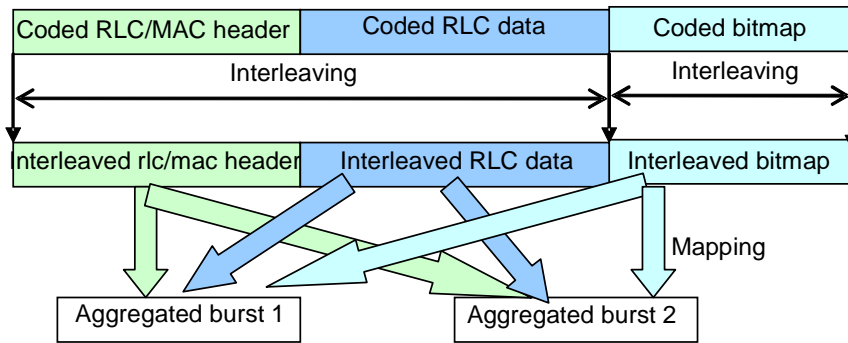 Coded RLC/MAC header
Coded RLC data
Coded bitmap
Interleaving
Interleaving
Interleaved rlc/mac header
Interleaved RLC data
Interleaved bitmap
Mapping
Aggregated burst 1
Aggregated burst 2